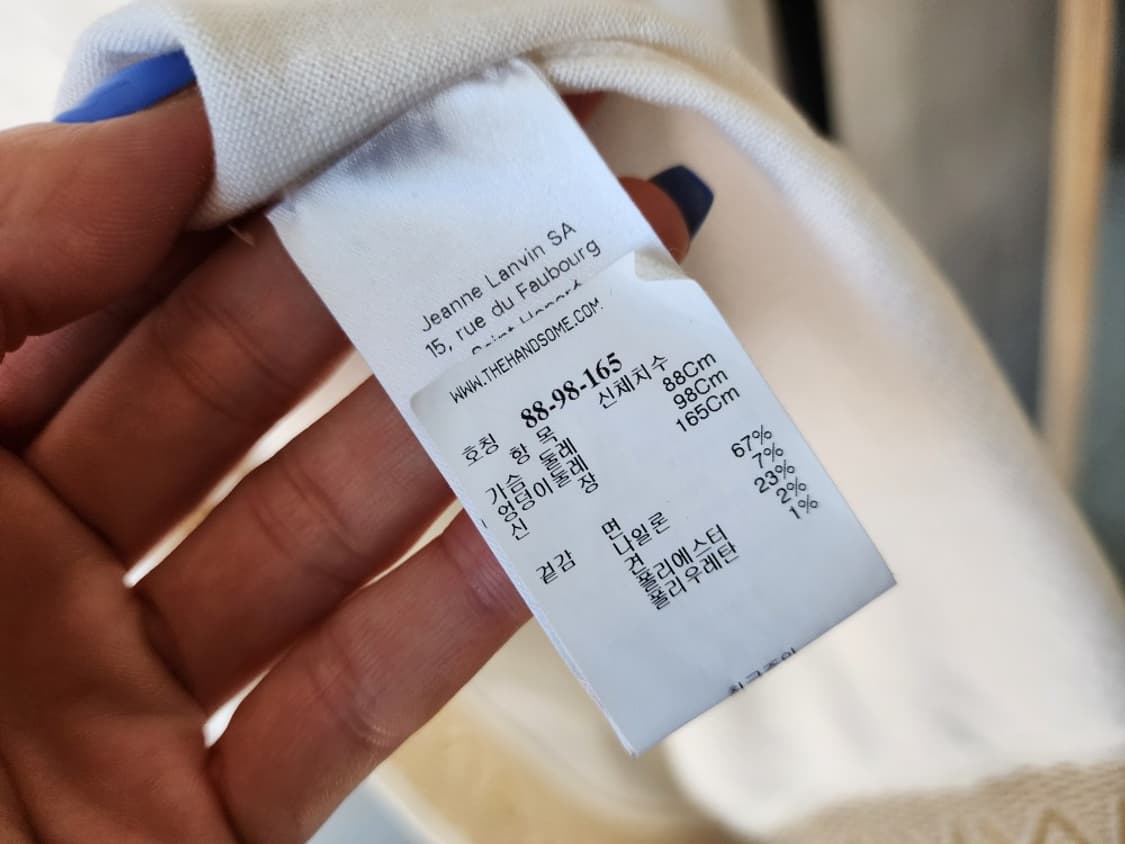 Jeanne Lanvin SA
15, rue du Faubourg
WWW.THEHANDSOME.COM
호칭 88-98-165
항 목 신체치수
가슴 둘레 88Cm
엉덩이둘레 98Cm
신 장 165Cm
겉감 면 67%
나일론 7%
견 23%
폴리에스터 2%
폴리우레탄 1%